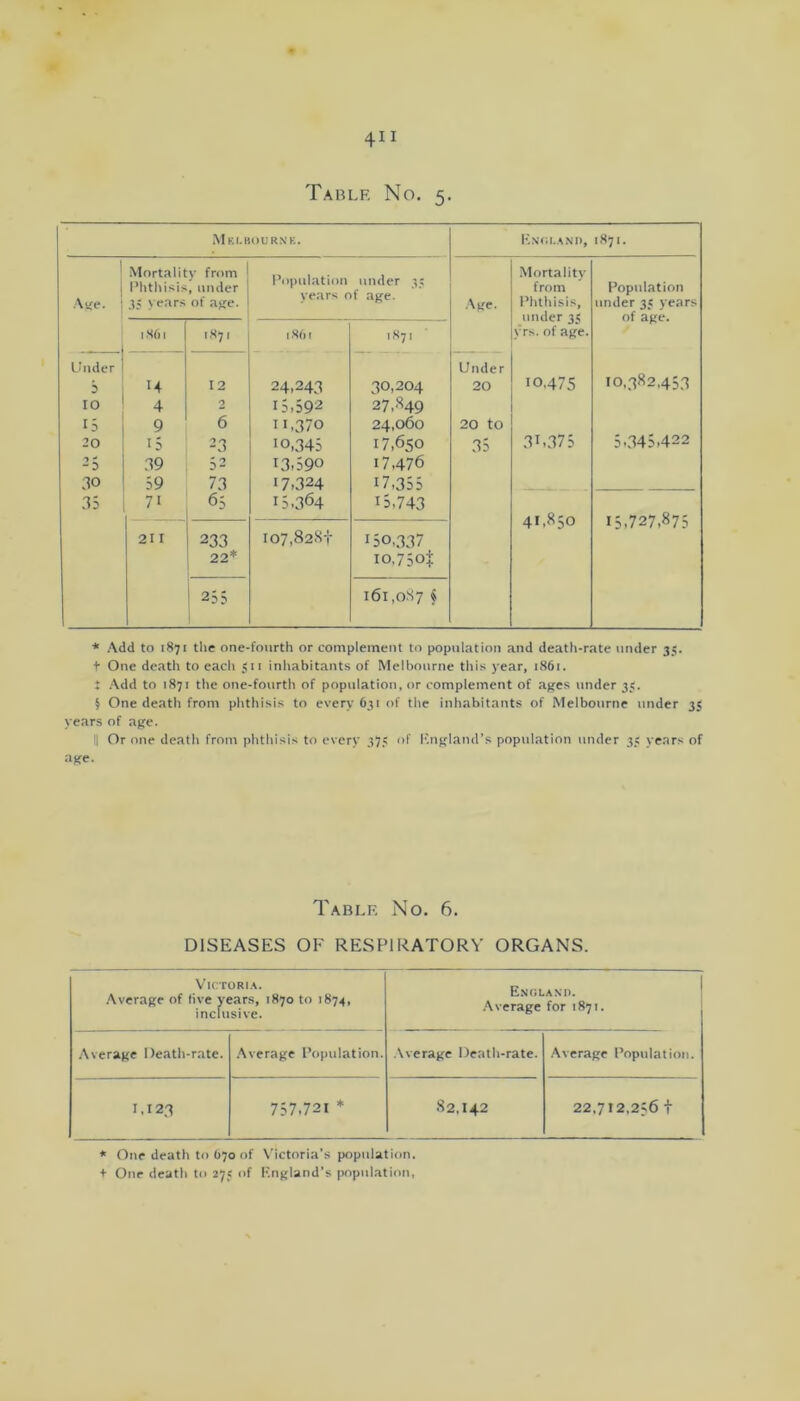 411
TABLE No. 5.
MELBOURNE. ENGLAND, 1871.
Age. Mortality from Phthisis, under 35 years of age. Population under 35 years of age. Age. Mortality from Phthisis, under 35 yrs. of age. Population under 35 years of age.
1861 1871 1861 1871
Under 5 14 12 24,243 30,204 Under 20 10,475 10,382,453
10 4 2 15,592 27,849
15 9 6 11,370 24,060 20 to
20 15 23 10,345 17,650 35 31,375 5,345,422
25 39 52 13,590 17,476
30 59 73 17,324 17,355
35 71 65 15,364 15,743
41,850 15,727,875
211 233 107,828† 150,337
22* 10,750‡
255 161,087 §
* Add to 1871 the one-fourth or complement to population and death-rate under 35.
† One death to each 511 inhabitants of Melbourne this year, 1861.
‡ Add to 1871 the one-fourth of population, or complement of ages under 35.
§ One death from phthisis to every 631 of the inhabitants of Melbourne under 35
years of age.
|| Or one death from phthisis to every 375 of England's population under 35 years of
age.
TABLE No. 6.
DISEASES OF RESPIRATORY ORGANS.
VICTORIA.
Average of five years, 1870 to 1874,
inclusive.
ENGLAND.
Average for 1871.
Average Death-rate. Average Population. Average Death-rate. Average Population.
1,123 757,721 * 82,142 22,712,256 †
* One death to 670 of Victoria's population.
† One death to 275 of England's population,